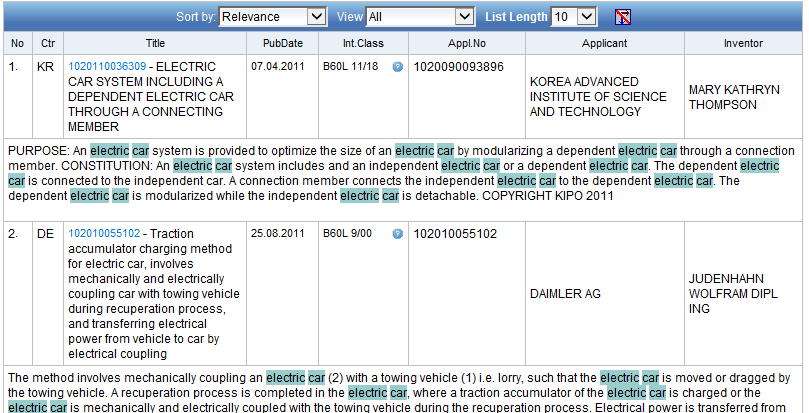 Sort by: Relevance View All List Length 10
No Ctr Title PubDate Int.Class Appl.No Applicant Inventor
1. KR 1020110036309 - ELECTRIC CAR SYSTEM INCLUDING A DEPENDENT ELECTRIC CAR THROUGH A CONNECTING MEMBER 07.04.2011 B60L 11/18 ? 1020090093896 KOREA ADVANCED INSTITUTE OF SCIENCE AND TECHNOLOGY MARY KATHRYN THOMPSON
PURPOSE: An electric car system is provided to optimize the size of an electric car by modularizing a dependent electric car through a connection
member. CONSTITUTION: An electric car system includes and an independent electric car or a dependent electric car. The dependent electric
car is connected to the independent car. A connection member connects the independent electric car to the dependent electric car. The
dependent electric car is modularized while the independent electric car is detachable. COPYRIGHT KIPO 2011
2. DE 102010055102 - Traction accumulator charging method for electric car, involves mechanically and electrically coupling car with towing vehicle during recuperation process, and transferring electrical power from vehicle to car by electrical coupling 25.08.2011 B60L 9/00 ? 102010055102 DAIMLER AG JUDENHAHN WOLFRAM DIPL ING
The method involves mechanically coupling an electric car (2) with a towing vehicle (1) i.e. lorry, such that the electric car is moved or dragged by
the towing vehicle. A recuperation process is completed in the electric car, where a traction accumulator of the electric car is charged or the
electric car is mechanically and electrically coupled with the towing vehicle during the recuperation process. Electrical power is transferred from